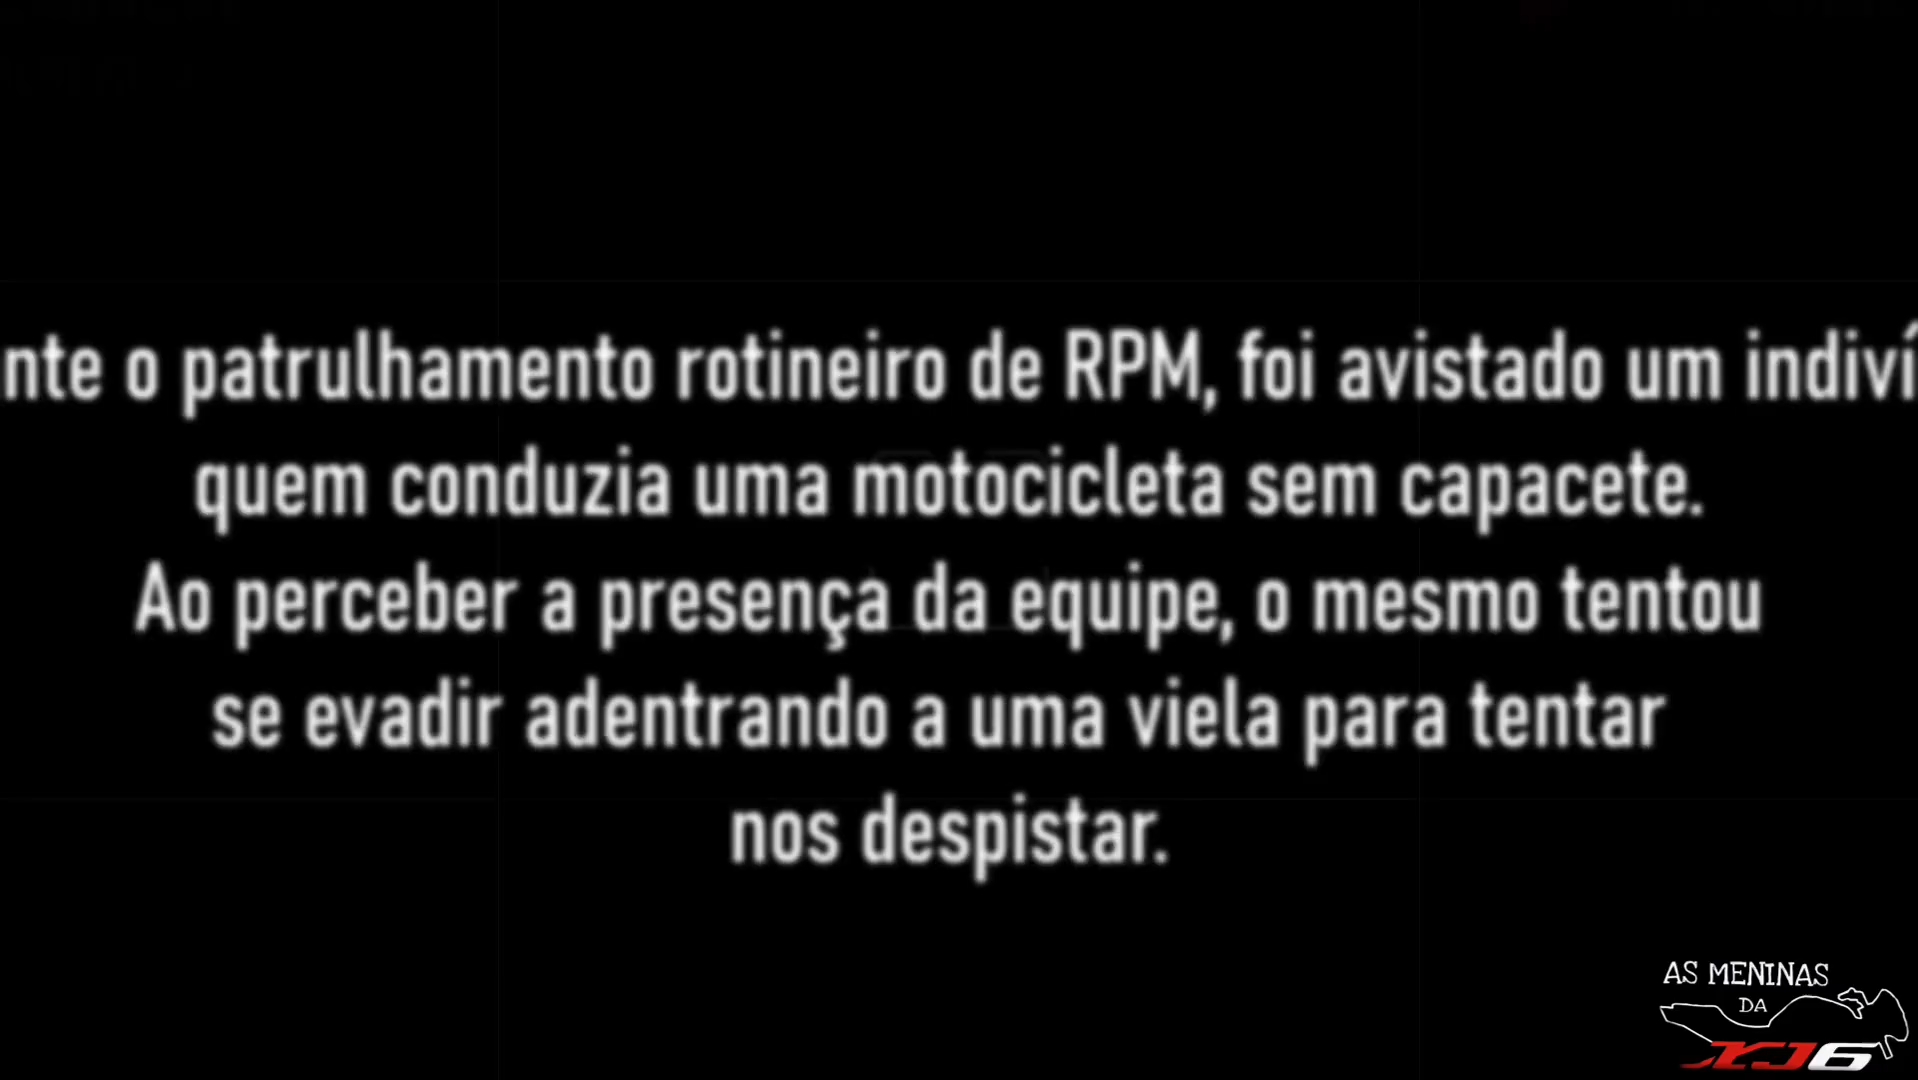 nte o patrulhamento rotineiro de RPM, foi avistado um indiví
quem conduzia uma motocicleta sem capacete.
Ao perceber a presença da equipe, o mesmo tentou
se evadir adentrando a uma viela para tentar
nos despistar.
AS MENINAS
DA
XJ6